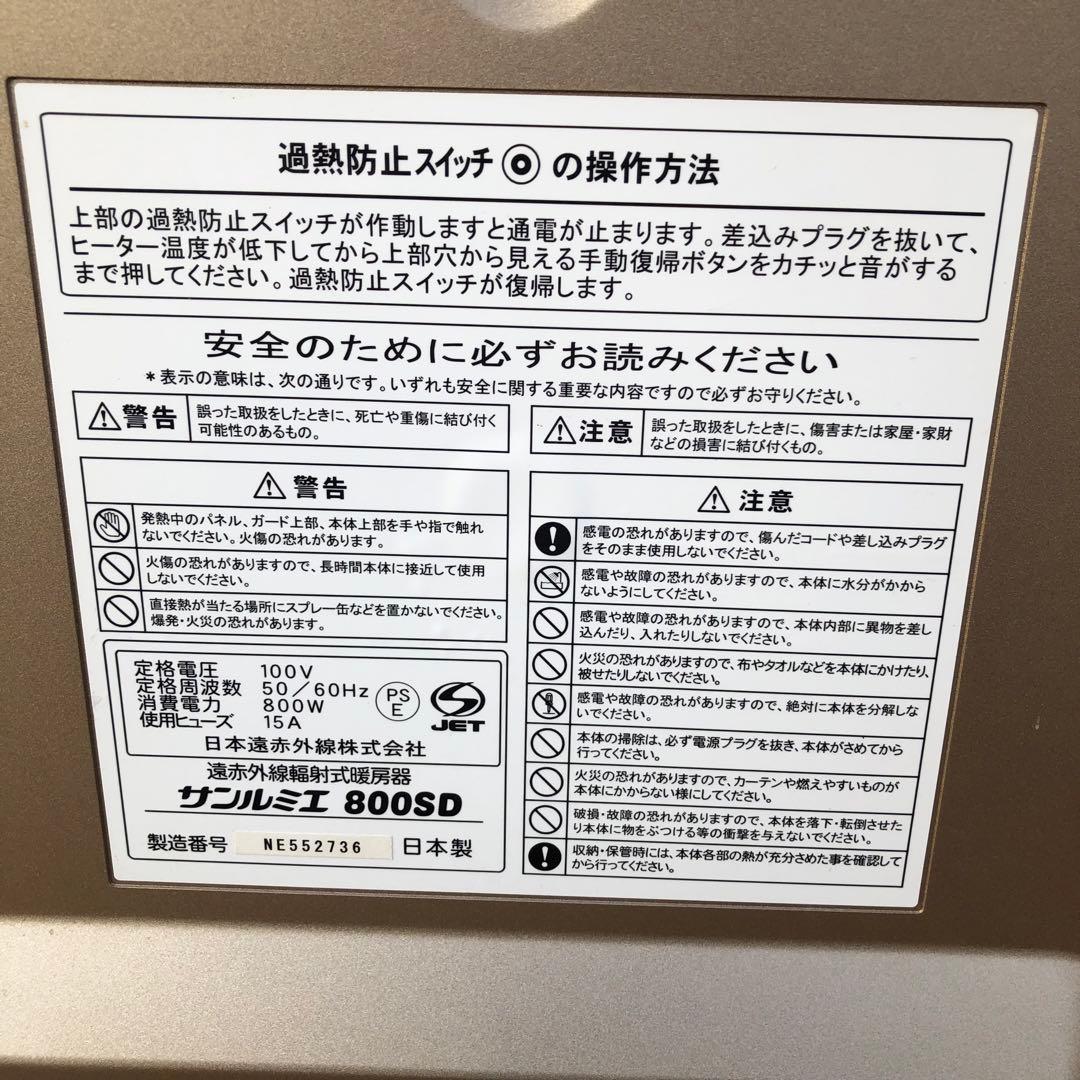 過熱防止スイッチ◎の操作方法
上部の過熱防止スイッチが作動しますと通電が止まります。差込みプラグを抜いて、
ヒーター温度が低下してから上部穴から見える手動復帰ボタンをカチッと音がする
まで押してください。過熱防止スイッチが復帰します。
安全のために必ずお読みください
*表示の意味は、次の通りです。いずれも安全に関する重要な内容ですので必ずお守りください。
⚠警告
誤った取扱をしたときに、死亡や重傷に結び付く
可能性のあるもの。
⚠注意
誤った取扱をしたときに、傷害または家屋・家財
などの損害に結び付くもの。
⚠警告
発熱中のパネル、ガード上部、本体上部を手や指で触れ
ないでください。火傷の恐れがあります。
火傷の恐れがありますので、長時間本体に接近して使用
しないでください。
直接熱が当たる場所にスプレー缶などを置かないでください。
爆発・火災の恐れがあります。
定格電圧 100V
定格周波数 50/60Hz
消費電力 800W
使用ヒューズ 15A
PS
E
JET
日本遠赤外線株式会社
遠赤外線輻射式暖房器
サンルミエ 800SD
製造番号 NE552736 日本製
⚠注意
感電の恐れがありますので、傷んだコードや差し込みプラグ
をそのまま使用しないでください。
感電や故障の恐れがありますので、本体に水分がかから
ないようにしてください。
感電や故障の恐れがありますので、本体内部に異物を差し
込んだり、入れたりしないでください。
火災の恐れがありますので、布やタオルなどを本体にかけたり、
被せたりしないでください。
感電や故障の恐れがありますので、絶対に本体を分解しな
いでください。
本体の掃除は、必ず電源プラグを抜き、本体がさめてから
行ってください。
火災の恐れがありますので、カーテンや燃えやすいものが
本体にかからない様にしてください。
破損・故障の恐れがありますので、本体を落下・転倒させた
り本体に物をぶつける等の衝撃を与えないでください。
収納・保管時には、本体各部の熱が充分さめた事を確認して
から行ってください。